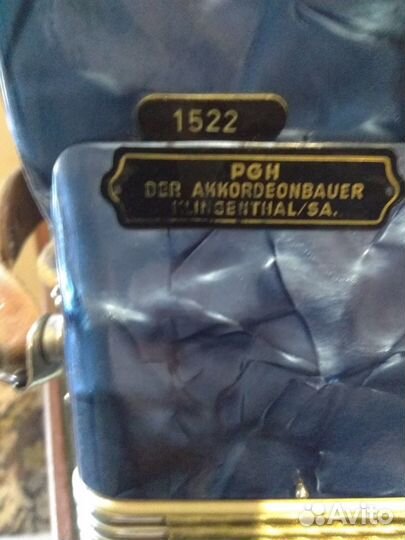 1522
PGH
DER AKKORDEONBAUER
KLINGENTHAL/SA.
Avito